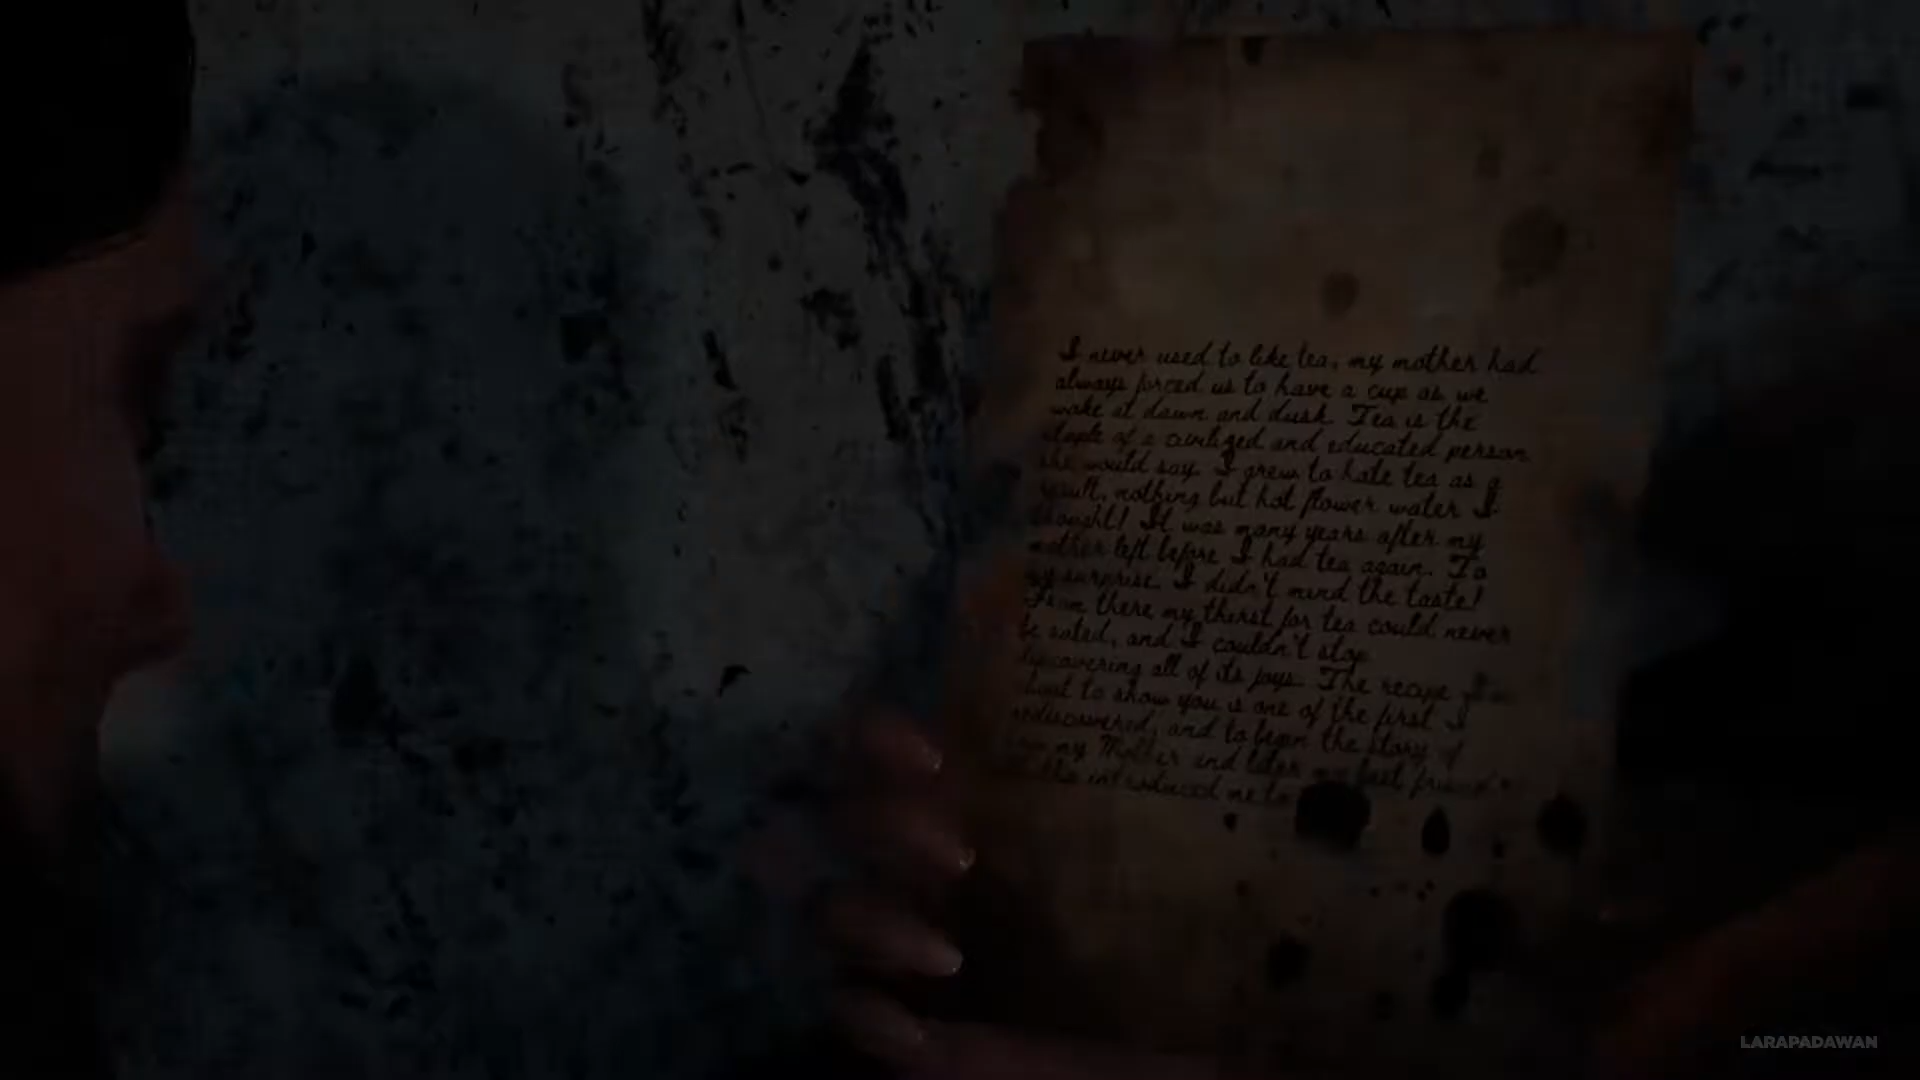 I never used to like tea, my mother had
always forced us to have a cup as we
wake at dawn and dusk. Tea is the
staple of a civilized and educated person
she would say. I grew to hate tea as a
result, nothing but hot flower water I
thought! It was many years after my
mother left before I had tea again. To
my surprise. I didn't mind the taste!
From there my thirst for tea could never
be sated, and I couldn't stop
discovering all of its joys. The recipe
to show you is one of the first I
rediscovered, and to begin the story of
my Mother and later my best friend
introduced me to
LARAPADAWAN